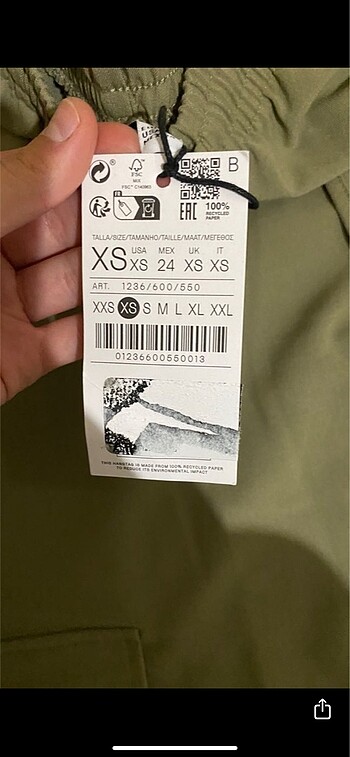 B
FSC
MIX
FR
EAC
100%
RECYCLED
PAPER
TALLA/SIZE/TAMANHO/TAILLE/MAAT/ΜΕΓΕΘΟΣ
USA MEX UK IT
XS XS 24 XS XS
ART. 1236/600/550
XXS XS S M L XL XXL
01236600550013
THIS HANGTAG IS MADE FROM 100% RECYCLED PAPER
TO REDUCE ITS ENVIRONMENTAL IMPACT